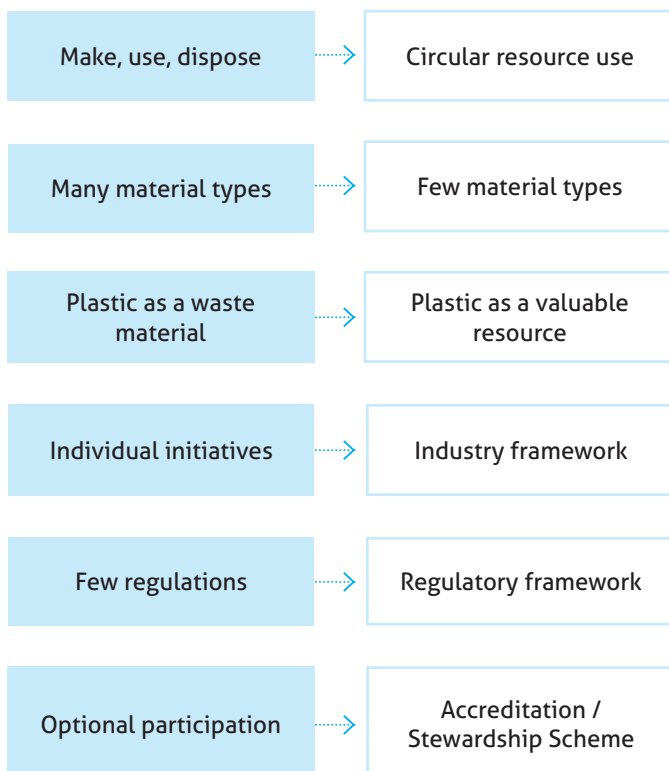 Make, use, dispose
Circular resource use
Many material types
Few material types
Plastic as a waste
material
Plastic as a valuable
resource
Individual initiatives
Industry framework
Few regulations
Regulatory framework
Optional participation
Accreditation /
Stewardship Scheme